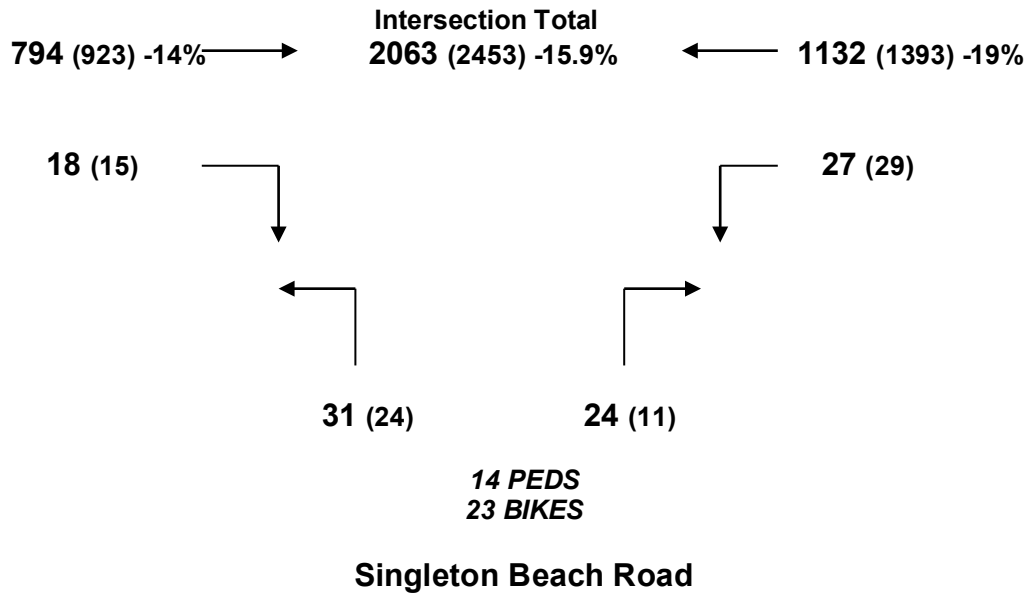 Intersection Total
794 (923) -14% 2063 (2453) -15.9% 1132 (1393) -19%
18 (15) 27 (29)
31 (24) 24 (11)
14 PEDS
23 BIKES
Singleton Beach Road